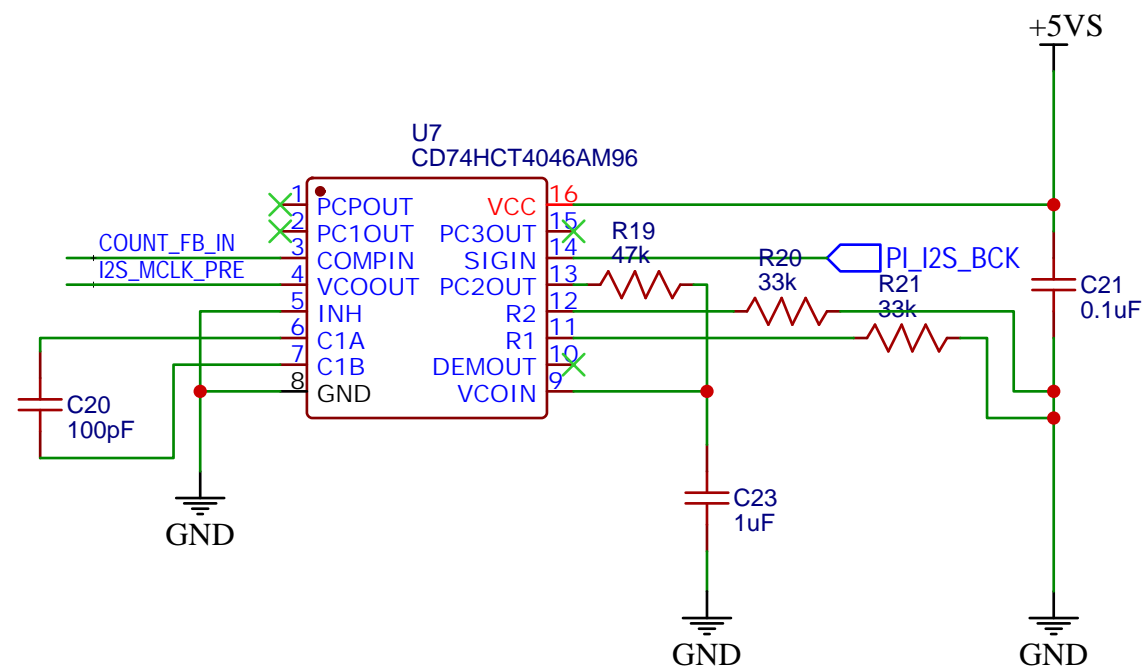 +5VS
U7
CD74HCT4046AM96
1 PCPOUT VCC 16
2 PC1OUT PC3OUT 15
R19
47k
COUNT_FB_IN 3 COMPIN SIGIN 14
PI_I2S_BCK
I2S_MCLK_PRE 4 VCOOUT PC2OUT 13
R20
33k
R21
33k
C21
0.1uF
5 INH R2 12
6 C1A R1 11
7 C1B DEMOUT 10
8 GND VCOIN 9
C20
100pF
C23
1uF
GND
GND
GND